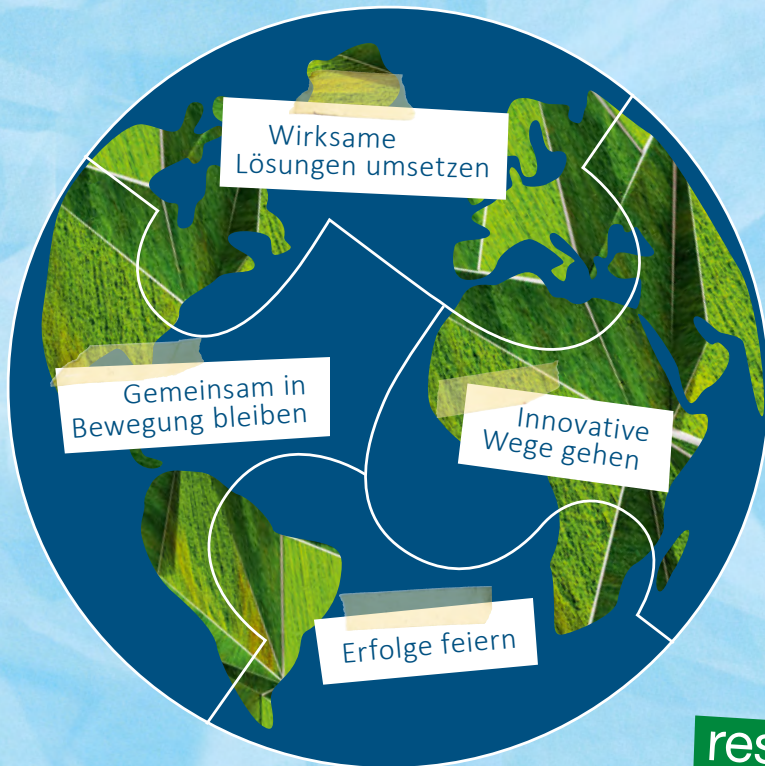 Wirksame
Lösungen umsetzen
Gemeinsam in
Bewegung bleiben
Innovative
Wege gehen
Erfolge feiern
res